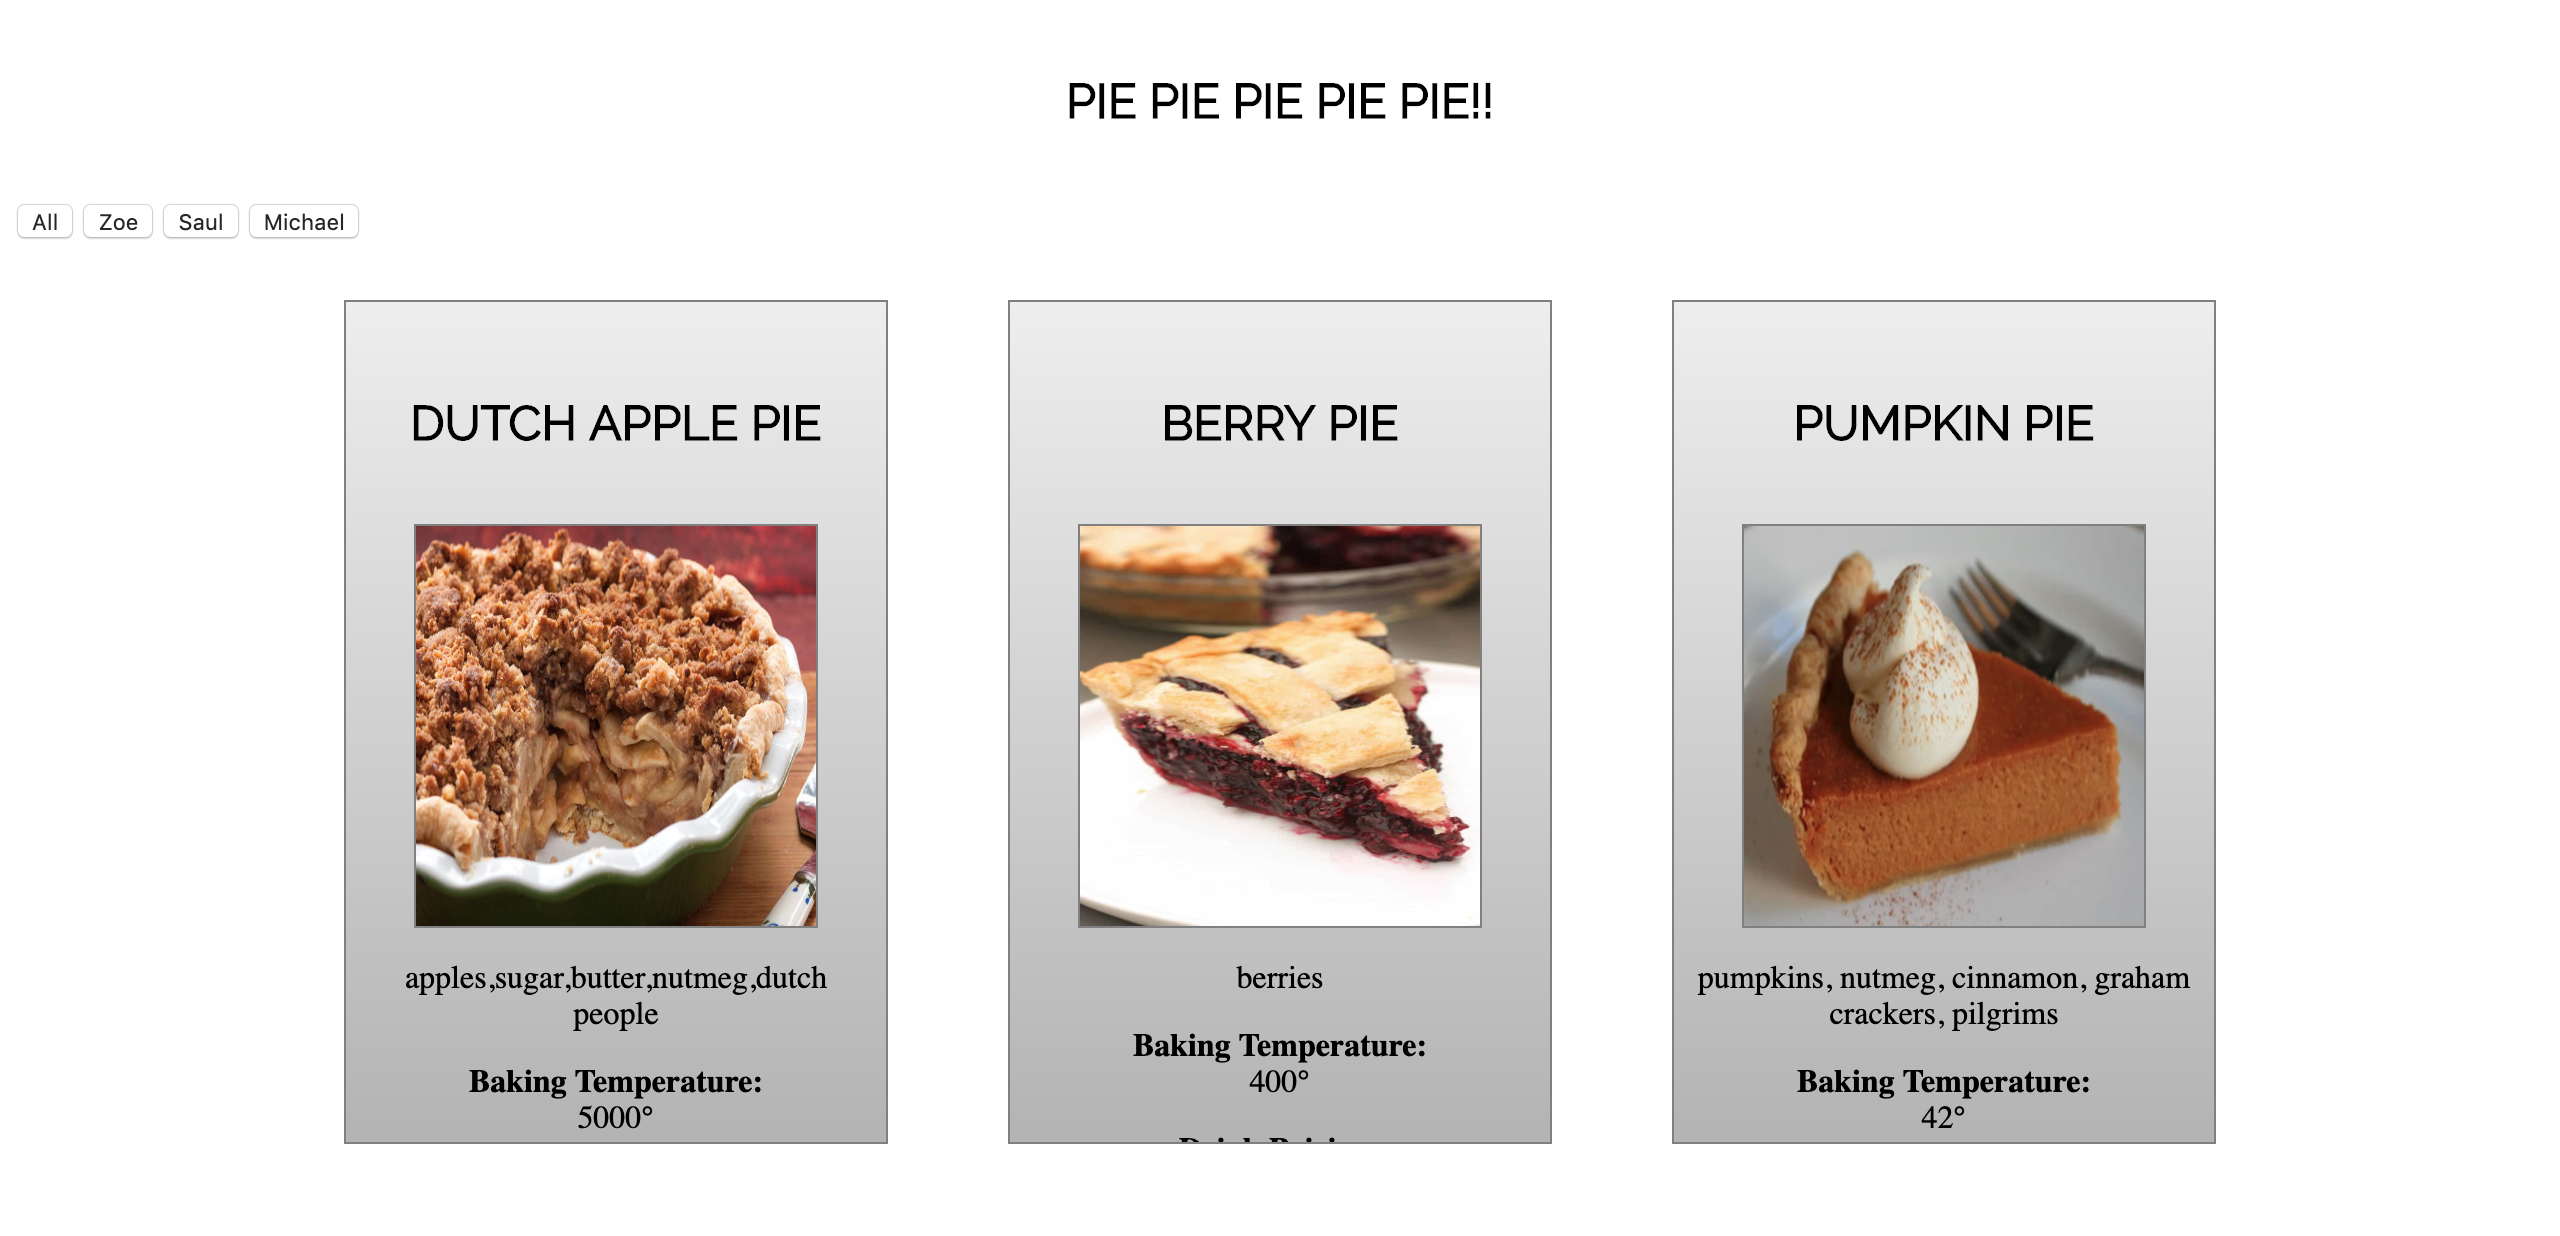 PIE PIE PIE PIE PIE!!
All Zoe Saul Michael
DUTCH APPLE PIE
apples,sugar,butter,nutmeg,dutch
people
Baking Temperature:
5000°
BERRY PIE
berries
Baking Temperature:
400°
PUMPKIN PIE
pumpkins, nutmeg, cinnamon, graham
crackers, pilgrims
Baking Temperature:
42°